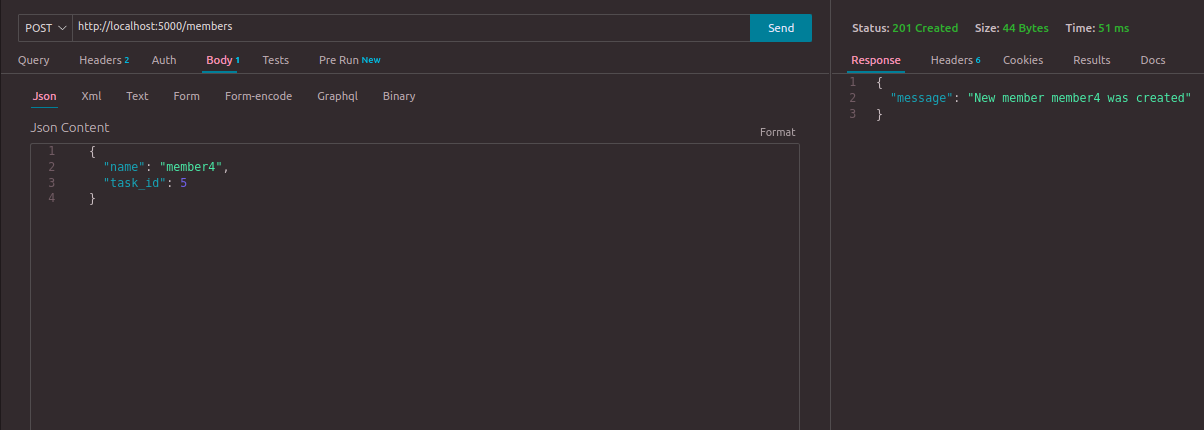 POST http://localhost:5000/members Send
Query Headers 2 Auth Body 1 Tests Pre Run New
Json Xml Text Form Form-encode Graphql Binary
Json Content
Format
1 {
2 "name": "member4",
3 "task_id": 5
4 }
Status: 201 Created Size: 44 Bytes Time: 51 ms
Response Headers 6 Cookies Results Docs
1 {
2 "message": "New member member4 was created"
3 }